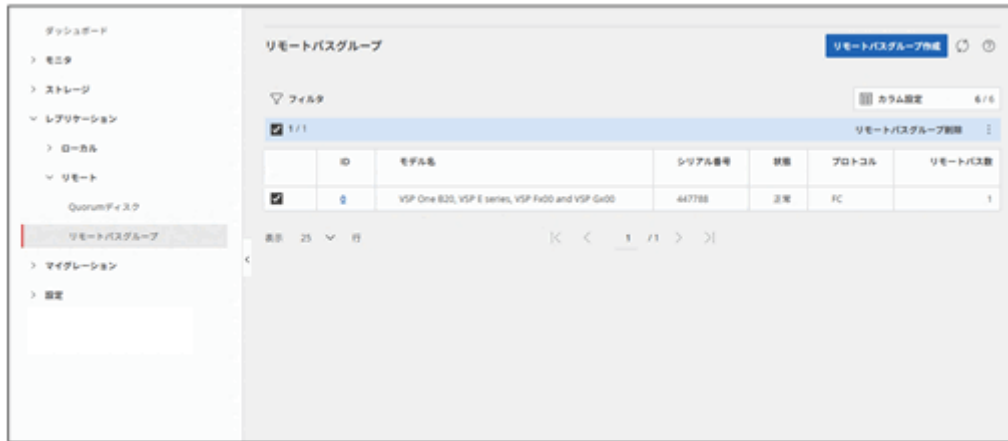 ダッシュボード
モニタ
ストレージ
レプリケーション
ローカル
リモート
Quorumディスク
リモートパスグループ
マイグレーション
設定
リモートパスグループ
リモートパスグループ作成
フィルタ
カラム設定 6 / 6
1 / 1 リモートパスグループ削除
ID モデル名 シリアル番号 状態 プロトコル リモートパス数
0 VSP One B20, VSP E series, VSP Fx00 and VSP Gx00 447788 正常 FC 1
表示 25 行 1 / 1